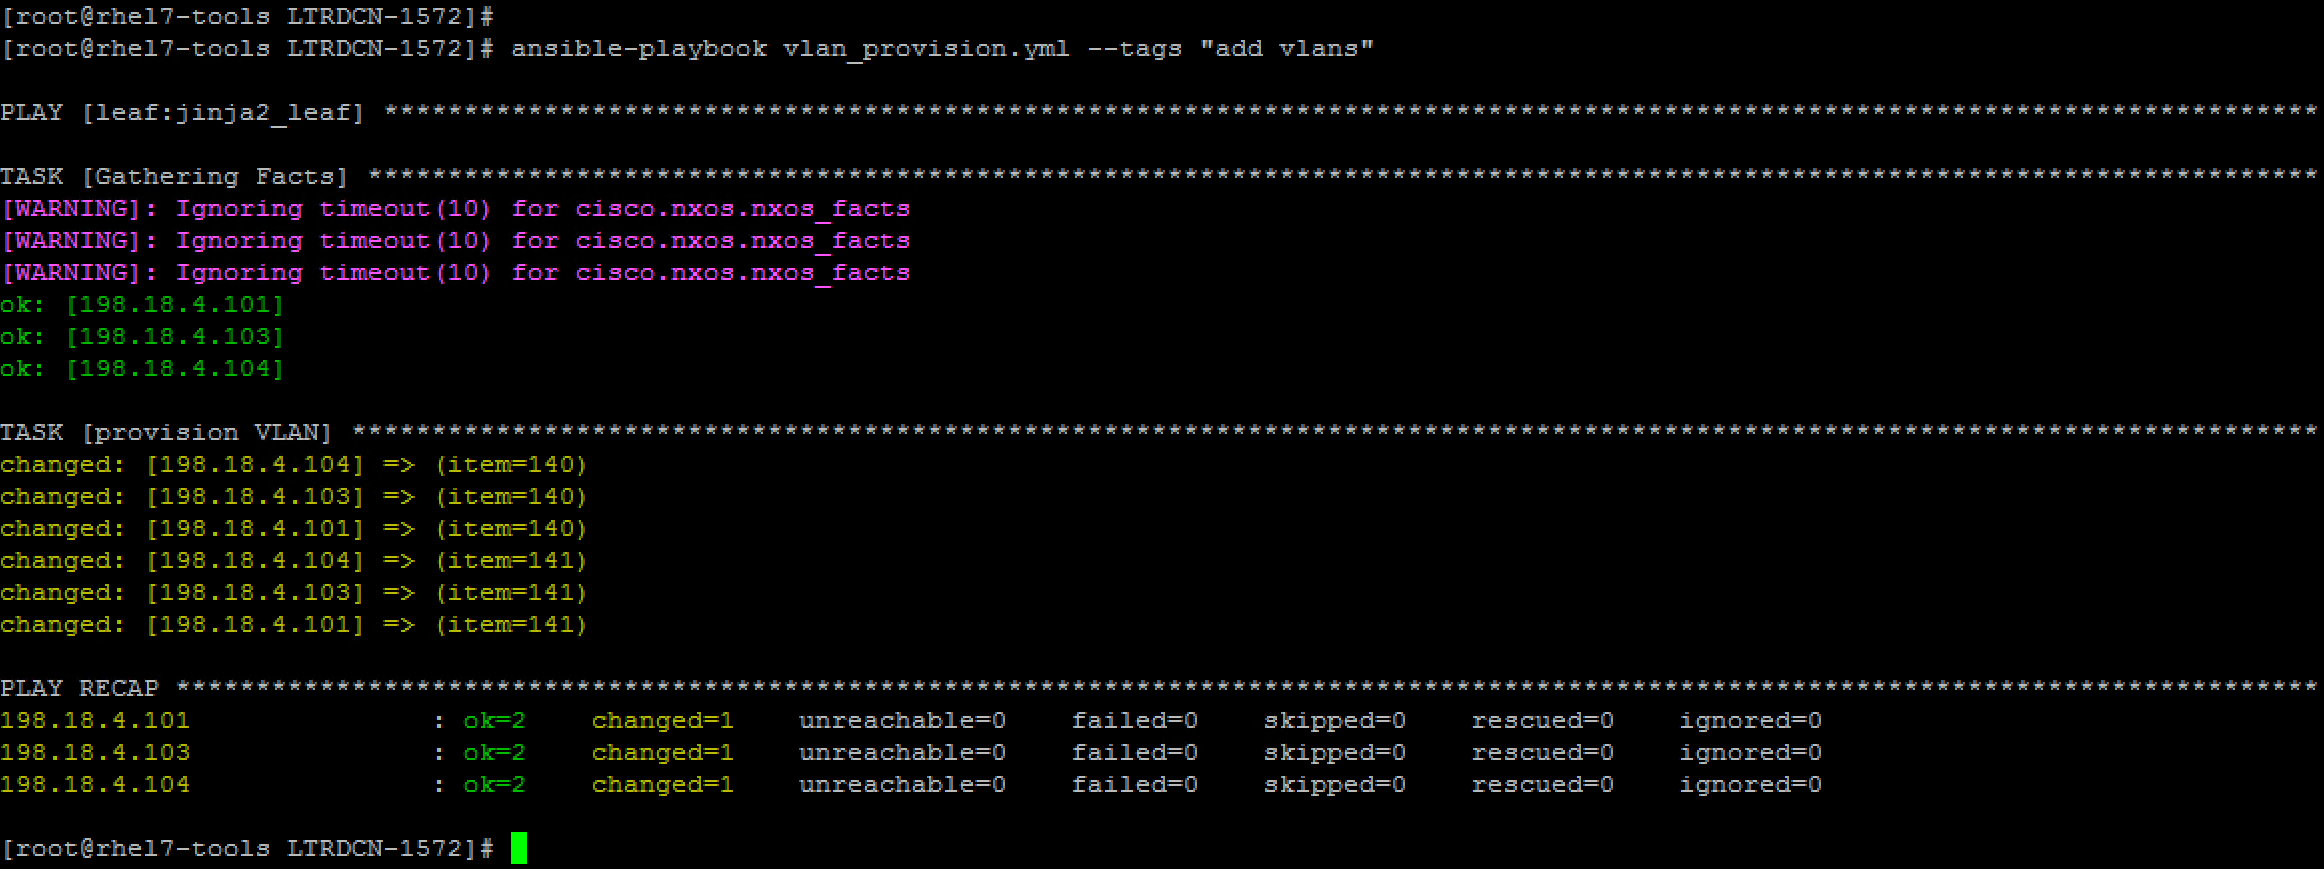 [root@rhel7-tools LTRDCN-1572]#
[root@rhel7-tools LTRDCN-1572]# ansible-playbook vlan_provision.yml --tags "add vlans"
PLAY [leaf:jinja2_leaf] *************************************************************************************************************************
TASK [Gathering Facts] **************************************************************************************************************************
[WARNING]: Ignoring timeout(10) for cisco.nxos.nxos_facts
[WARNING]: Ignoring timeout(10) for cisco.nxos.nxos_facts
[WARNING]: Ignoring timeout(10) for cisco.nxos.nxos_facts
ok: [198.18.4.101]
ok: [198.18.4.103]
ok: [198.18.4.104]
TASK [provision VLAN] ***************************************************************************************************************************
changed: [198.18.4.104] => (item=140)
changed: [198.18.4.103] => (item=140)
changed: [198.18.4.101] => (item=140)
changed: [198.18.4.104] => (item=141)
changed: [198.18.4.103] => (item=141)
changed: [198.18.4.101] => (item=141)
PLAY RECAP **************************************************************************************************************************************
198.18.4.101               : ok=2    changed=1    unreachable=0    failed=0    skipped=0    rescued=0    ignored=0
198.18.4.103               : ok=2    changed=1    unreachable=0    failed=0    skipped=0    rescued=0    ignored=0
198.18.4.104               : ok=2    changed=1    unreachable=0    failed=0    skipped=0    rescued=0    ignored=0
[root@rhel7-tools LTRDCN-1572]#